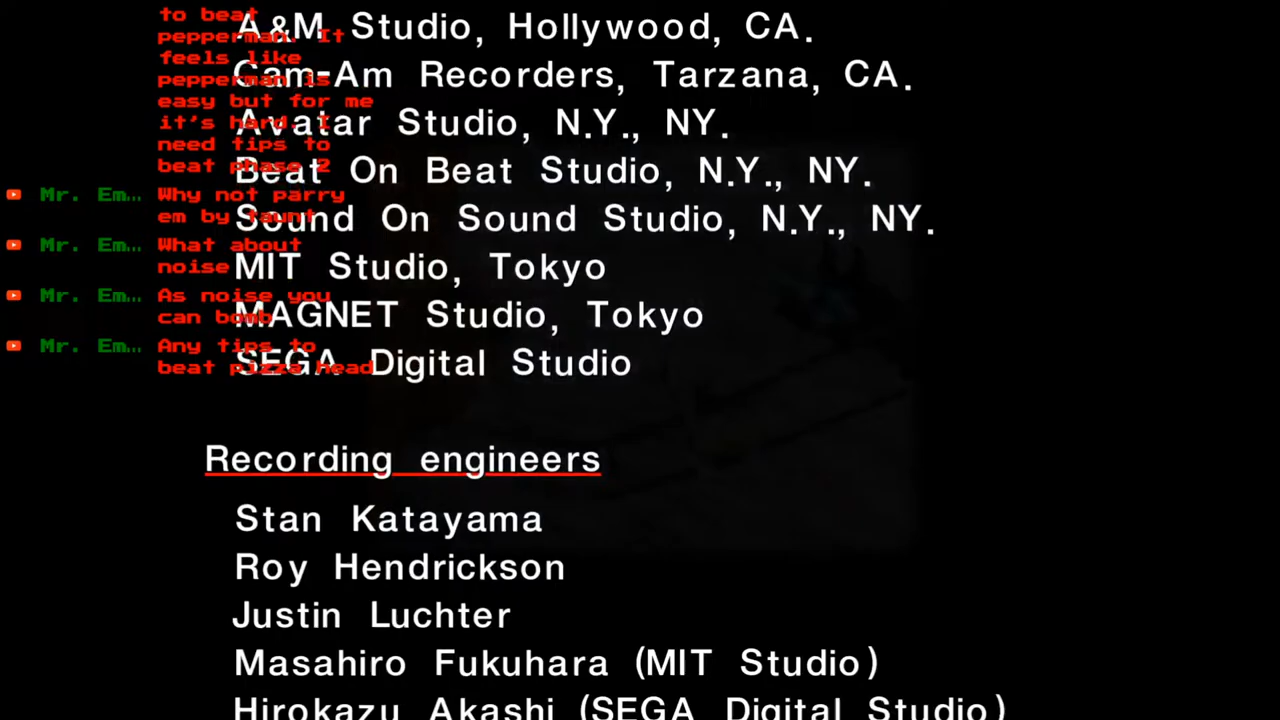 to beat
pepperman. It
feels like
pepperman is
easy but for me
it's hard. I
need tips to
beat phase 2
Mr. Em… Why not parry
em by taunt
Mr. Em… What about
noise
Mr. Em… As noise you
can bomb
Mr. Em… Any tips to
beat pizza head
A&M Studio, Hollywood, CA.
Cam-Am Recorders, Tarzana, CA.
Avatar Studio, N.Y., NY.
Beat On Beat Studio, N.Y., NY.
Sound On Sound Studio, N.Y., NY.
MIT Studio, Tokyo
MAGNET Studio, Tokyo
SEGA Digital Studio
Recording engineers
Stan Katayama
Roy Hendrickson
Justin Luchter
Masahiro Fukuhara (MIT Studio)
Hirokazu Akashi (SEGA Digital Studio)